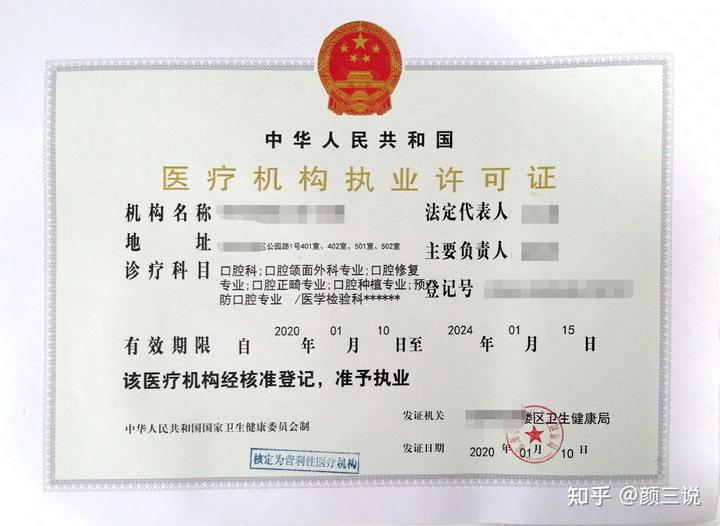 中华人民共和国
医疗机构执业许可证
机构名称
法定代表人
地 址 公园路1号401室、402室、501室、502室
主要负责人
诊疗科目 口腔科;口腔颌面外科专业;口腔修复
专业;口腔正畸专业;口腔种植专业;预
防口腔专业 /医学检验科******
登记号
有效期限 自 2020 年 01 月 10 日至 2024 年 01 月 15 日
该医疗机构经核准登记，准予执业
发证机关 楼区卫生健康局
中华人民共和国国家卫生健康委员会制
发证日期 2020 年 01 月 10 日
核定为营利性医疗机构
知乎 @颜三说